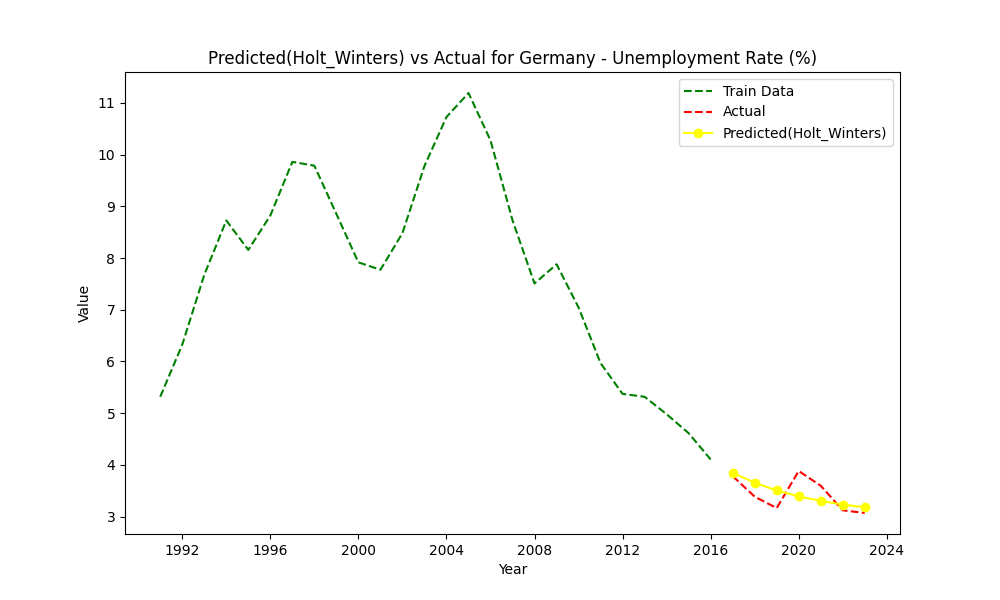 Predicted(Holt_Winters) vs Actual for Germany - Unemployment Rate (%)
Train Data
Actual
Predicted(Holt_Winters)
Value
11
10
9
8
7
6
5
4
3
1992 1996 2000 2004 2008 2012 2016 2020 2024
Year